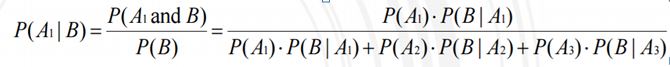 P(A₁ | B) = P(A₁ and B) / P(B) = P(A₁) · P(B | A₁) / P(A₁) · P(B | A₁) + P(A₂) · P(B | A₂) + P(A₃) · P(B | A₃)